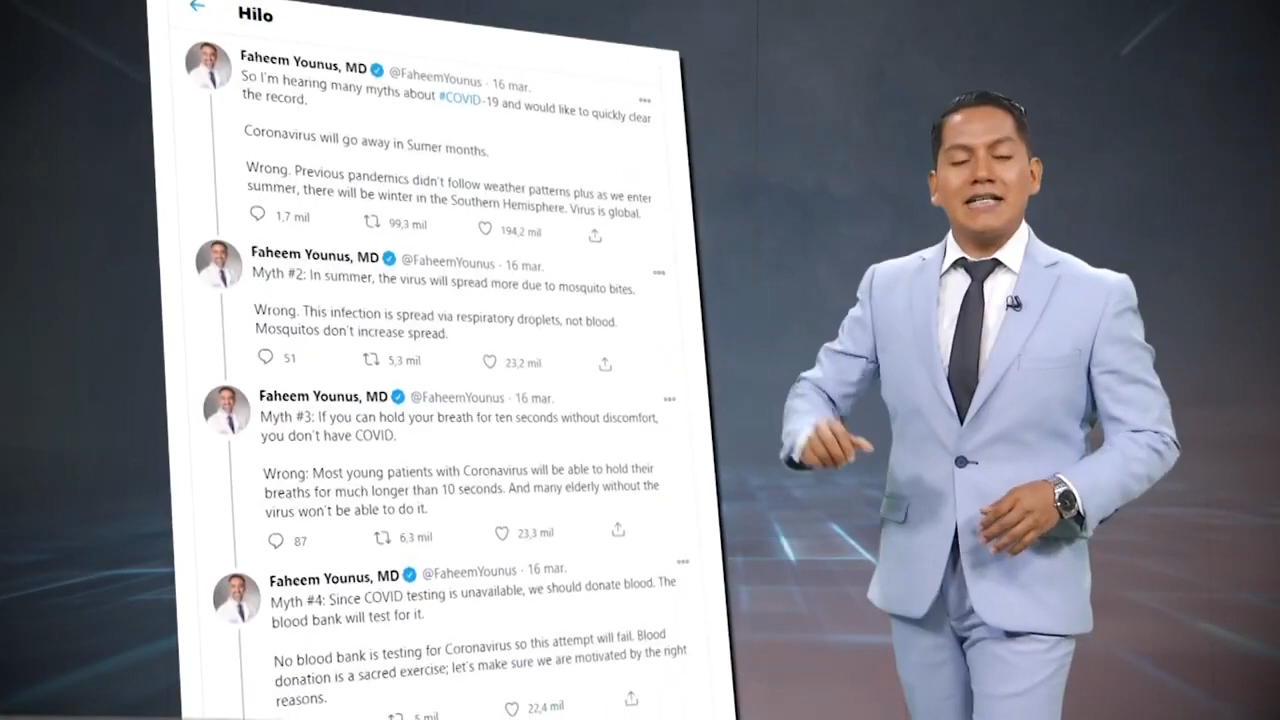 Hilo
Faheem Younus, MD @FaheemYounus · 16 mar.
So I'm hearing many myths about #COVID-19 and would like to quickly clear
the record.
Coronavirus will go away in Sumer months.
Wrong. Previous pandemics didn't follow weather patterns plus as we enter
summer, there will be winter in the Southern Hemisphere. Virus is global.
1,7 mil 99,3 mil 194,2 mil
Faheem Younus, MD @FaheemYounus · 16 mar.
Myth #2: In summer, the virus will spread more due to mosquito bites.
Wrong. This infection is spread via respiratory droplets, not blood.
Mosquitos don't increase spread.
51 5,3 mil 23,2 mil
Faheem Younus, MD @FaheemYounus · 16 mar.
Myth #3: If you can hold your breath for ten seconds without discomfort,
you don't have COVID.
Wrong: Most young patients with Coronavirus will be able to hold their
breaths for much longer than 10 seconds. And many elderly without the
virus won't be able to do it.
87 6,3 mil 23,3 mil
Faheem Younus, MD @FaheemYounus · 16 mar.
Myth #4: Since COVID testing is unavailable, we should donate blood. The
blood bank will test for it.
No blood bank is testing for Coronavirus so this attempt will fail. Blood
donation is a sacred exercise; let's make sure we are motivated by the right
reasons.
5 mil 22,4 mil